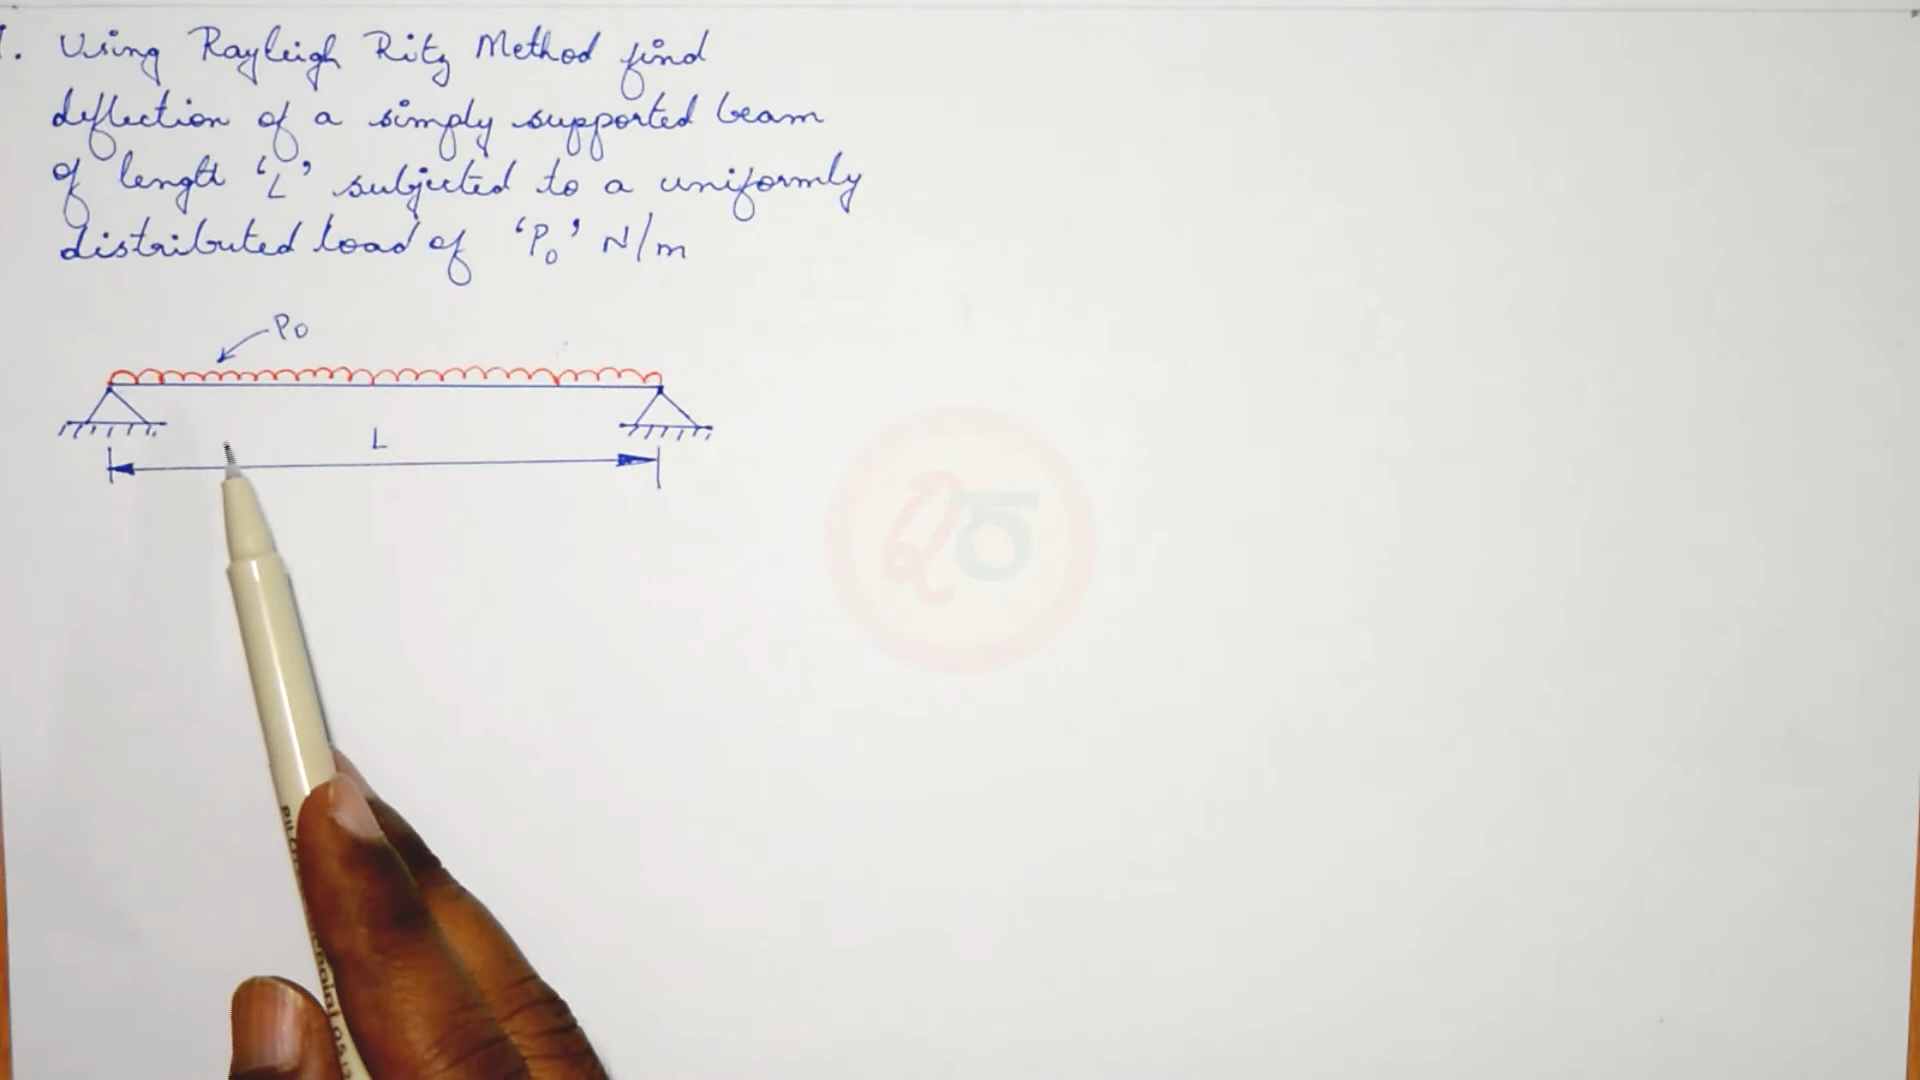 1. Using Rayleigh Ritz Method find
deflection of a simply supported beam
of length 'L' subjected to a uniformly
distributed load of 'P₀' N/m
P₀
L